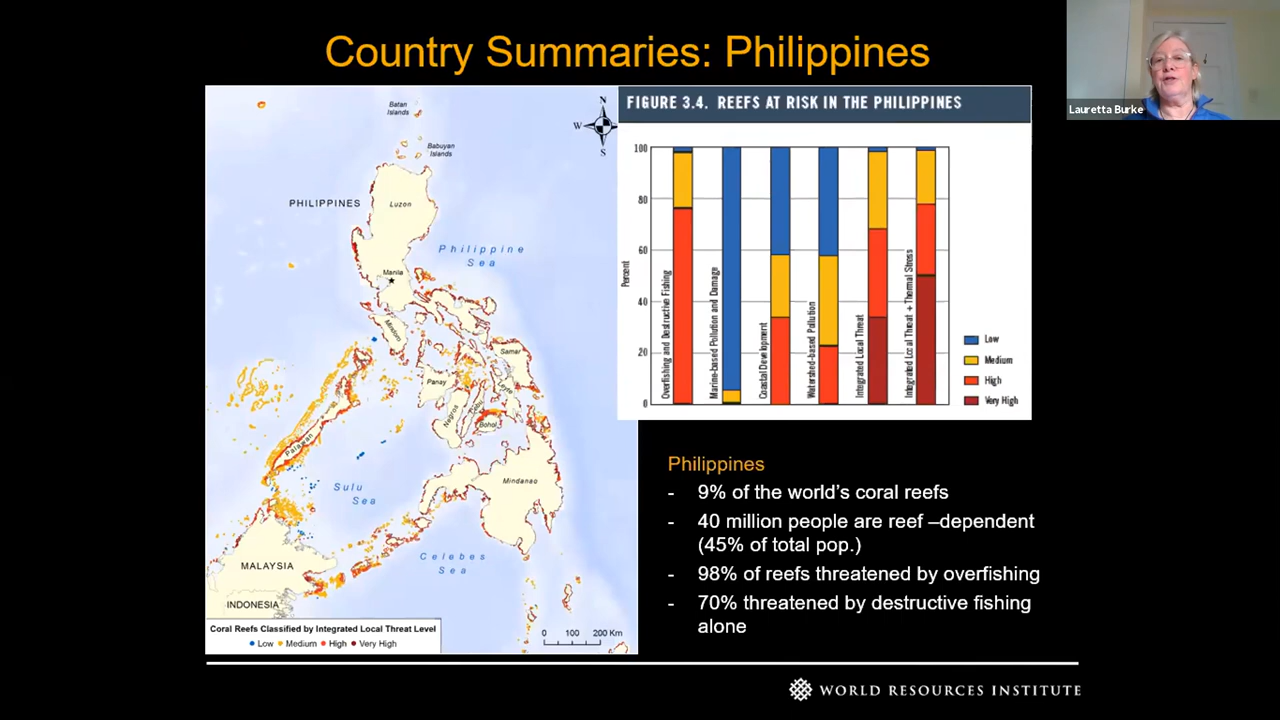 Country Summaries: Philippines
Lauretta Burke
Batan
Islands
Babuyan
Islands
N
W
S
PHILIPPINES
Luzon
Philippine
Sea
Manila
Mindoro
Samar
Panay
Leyte
Negros
Cebu
Bohol
Palawan
Mindanao
Sulu
Sea
Celebes
Sea
MALAYSIA
INDONESIA
0 100 200 Km
Coral Reefs Classified by Integrated Local Threat Level
Low Medium High Very High
FIGURE 3.4. REEFS AT RISK IN THE PHILIPPINES
Percent
100
80
60
40
20
0
Overfishing and Destructive Fishing
Marine-based Pollution and Damage
Coastal Development
Watershed-based Pollution
Integrated Local Threat
Integrated Local Threat + Thermal Stress
Low
Medium
High
Very High
Philippines
- 9% of the world's coral reefs
- 40 million people are reef –dependent
(45% of total pop.)
- 98% of reefs threatened by overfishing
- 70% threatened by destructive fishing
alone
WORLD RESOURCES INSTITUTE